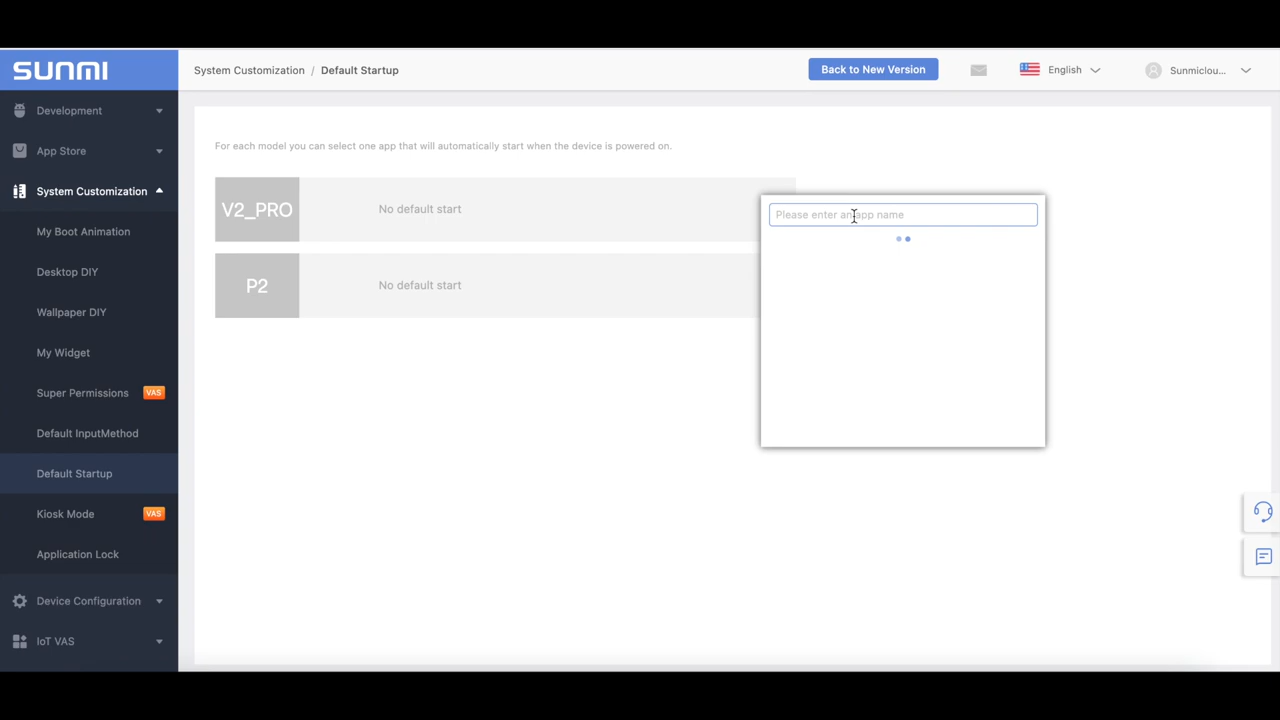 SUNMI
System Customization / Default Startup
Back to New Version
English
Sunmiclou...
Development
App Store
System Customization
My Boot Animation
Desktop DIY
Wallpaper DIY
My Widget
Super Permissions VAS
Default InputMethod
Default Startup
Kiosk Mode VAS
Application Lock
Device Configuration
IoT VAS
For each model you can select one app that will automatically start when the device is powered on.
V2_PRO No default start
P2 No default start
Please enter an app name